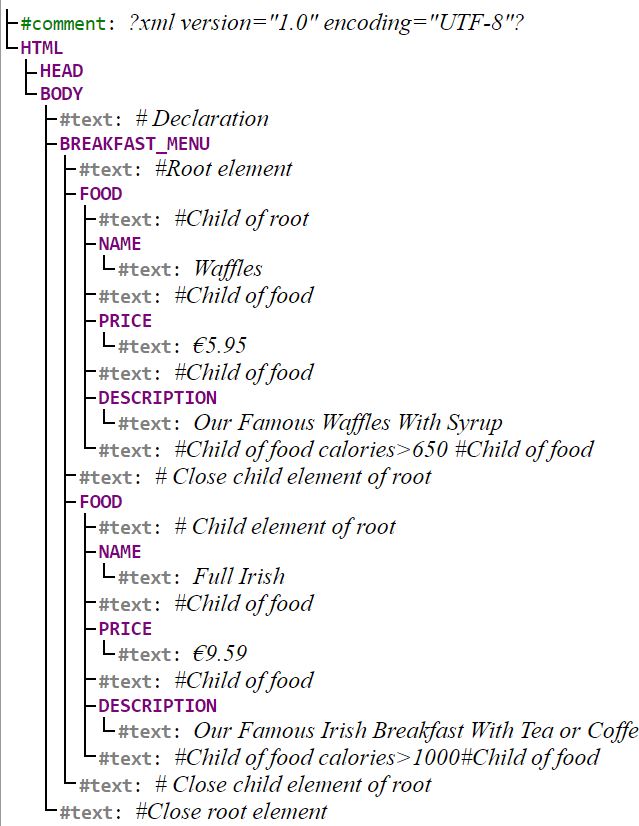 #comment: ?xml version="1.0" encoding="UTF-8"?
HTML
HEAD
BODY
#text: # Declaration
BREAKFAST_MENU
#text: #Root element
FOOD
#text: #Child of root
NAME
#text: Waffles
#text: #Child of food
PRICE
#text: €5.95
#text: #Child of food
DESCRIPTION
#text: Our Famous Waffles With Syrup
#text: #Child of food calories>650 #Child of food
#text: # Close child element of root
FOOD
#text: # Child element of root
NAME
#text: Full Irish
#text: #Child of food
PRICE
#text: €9.59
#text: #Child of food
DESCRIPTION
#text: Our Famous Irish Breakfast With Tea or Coffe
#text: #Child of food calories>1000#Child of food
#text: # Close child element of root
#text: #Close root element